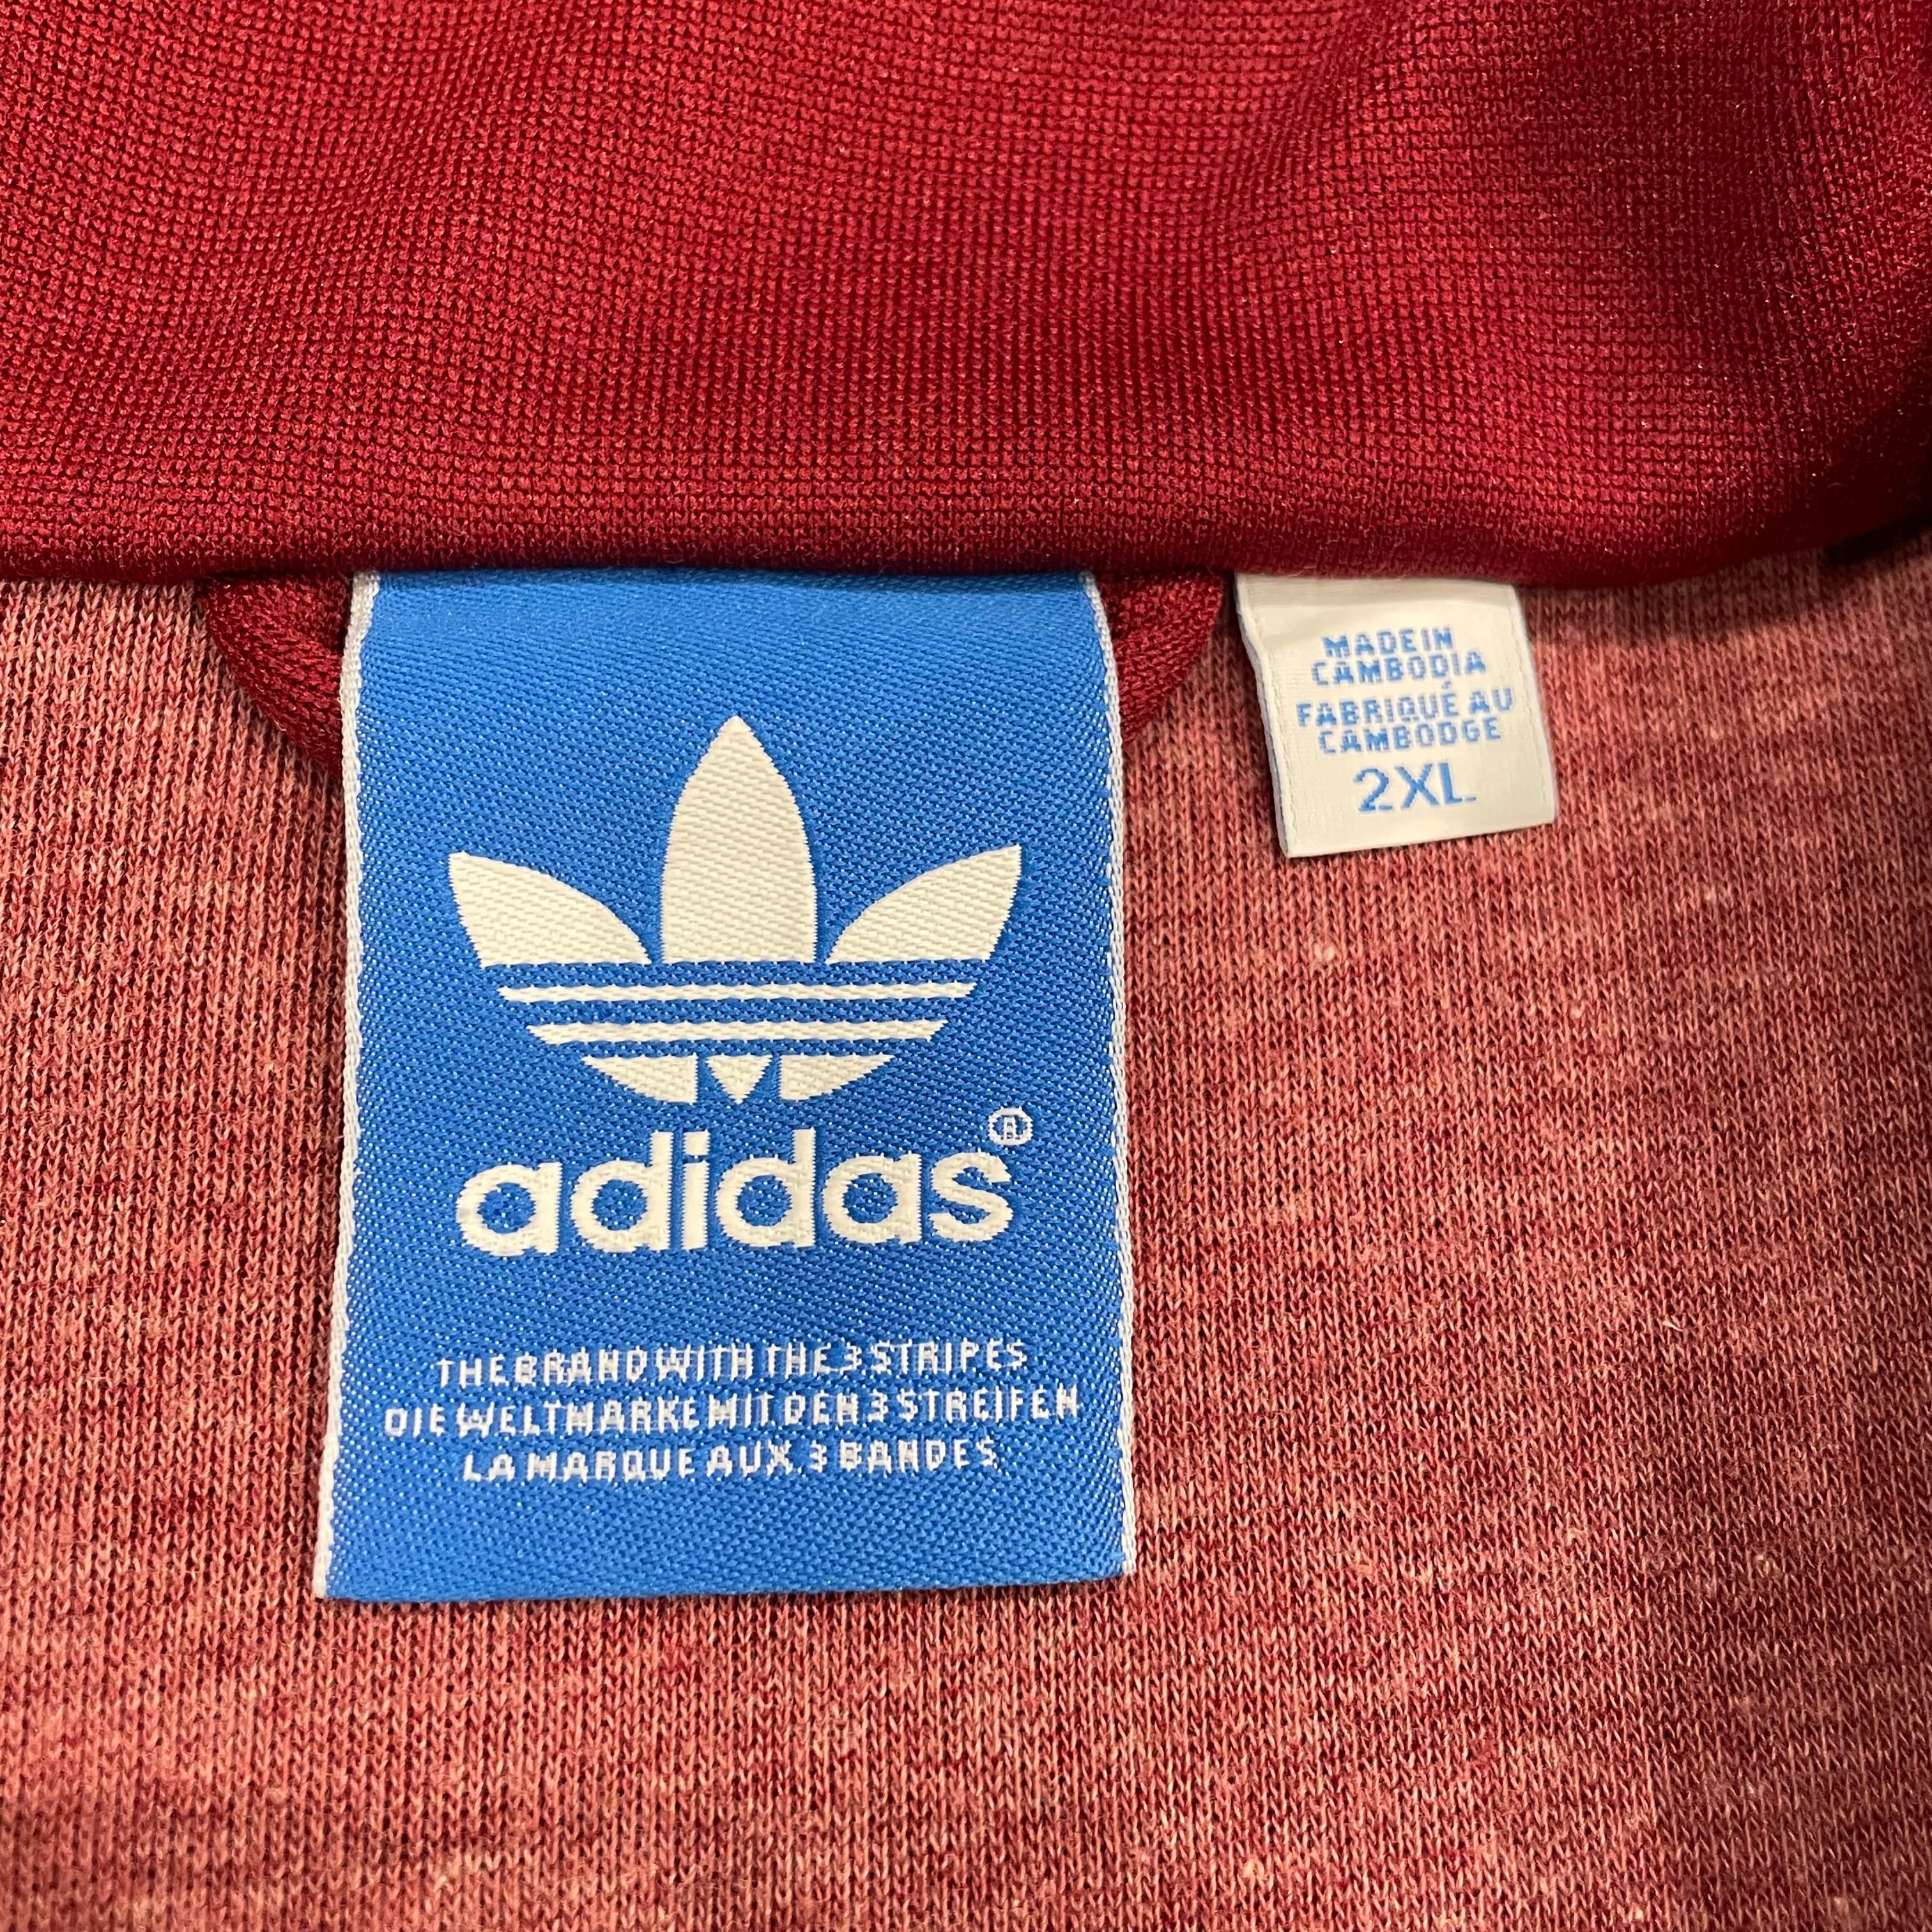 MADE IN
CAMBODIA
FABRIQUÉ AU
CAMBODGE
2XL
adidas®
THE BRAND WITH THE 3 STRIPES
DIE WELTMARKE MIT DEN 3 STREIFEN
LA MARQUE AUX 3 BANDES